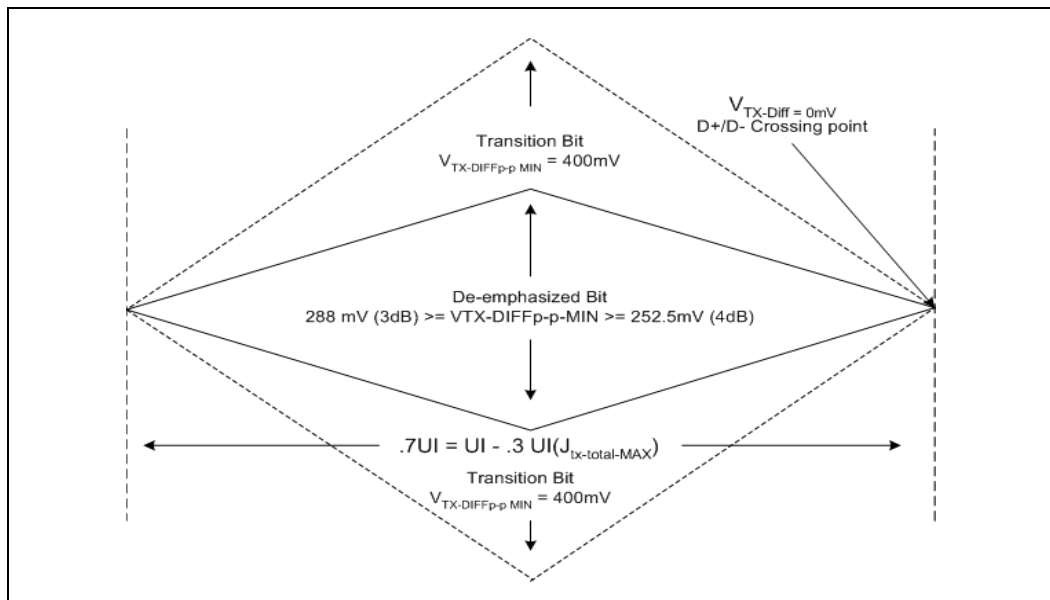 V_TX-Diff = 0mV
D+/D- Crossing point
Transition Bit
V_TX-DIFFp-p MIN = 400mV
De-emphasized Bit
288 mV (3dB) >= VTX-DIFFp-p-MIN >= 252.5mV (4dB)
.7UI = UI - .3 UI(J_tx-total-MAX)
Transition Bit
V_TX-DIFFp-p MIN = 400mV